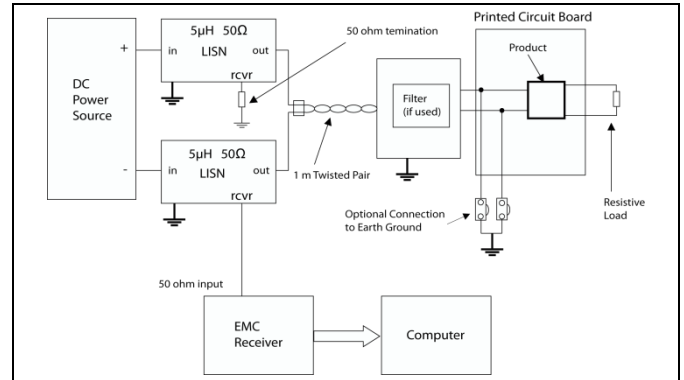 Printed Circuit Board
5µH 50Ω
LISN
in
out
rcvr
50 ohm temination
Product
+
DC
Power
Source
-
Filter
(if used)
5µH 50Ω
LISN
in
out
rcvr
1 m Twisted Pair
Optional Connection
to Earth Ground
Resistive
Load
50 ohm input
EMC
Receiver
Computer